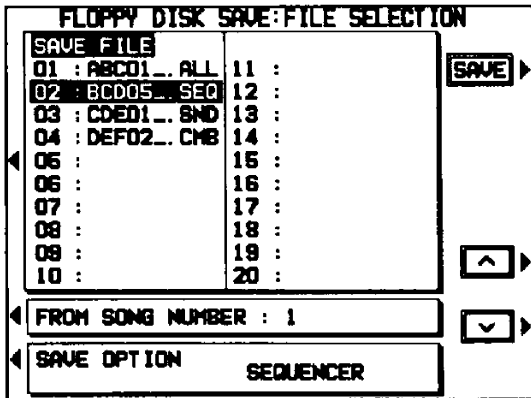 FLOPPY DISK SAVE:FILE SELECTION
SAVE FILE
01 : ABC01_. ALL
02 : BCD05_. SEQ
03 : CDE01_. SND
04 : DEF02_. CMB
05 :
06 :
07 :
08 :
09 :
10 :
11 :
12 :
13 :
14 :
15 :
16 :
17 :
18 :
19 :
20 :
SAVE
FROM SONG NUMBER : 1
SAVE OPTION
SEQUENCER